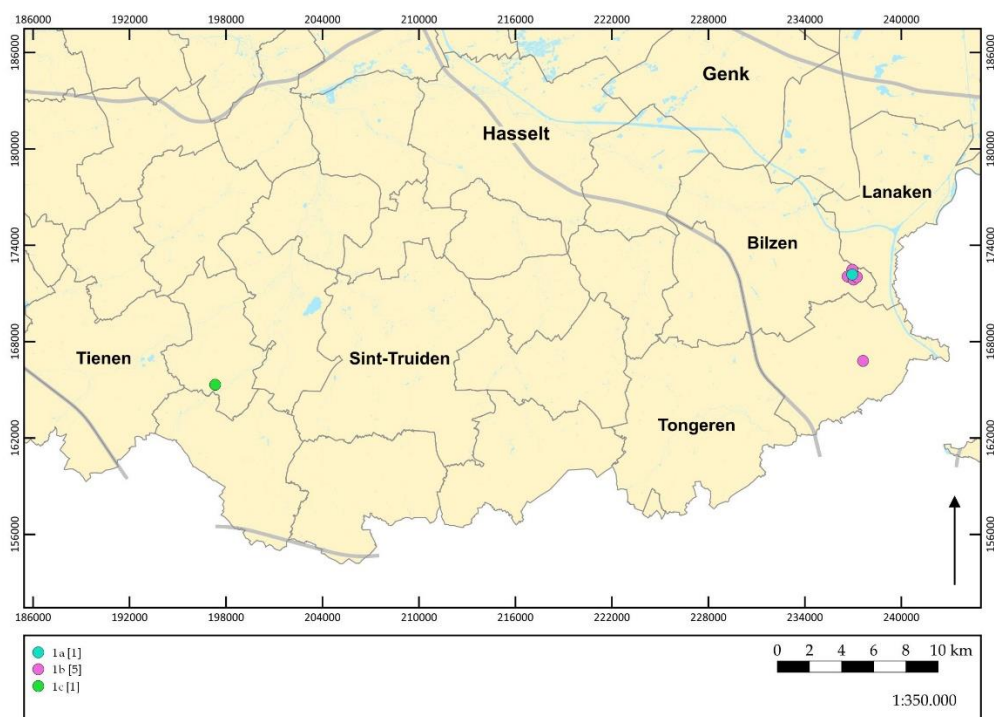 186000 192000 198000 204000 210000 216000 222000 228000 234000 240000
186000 186000
Genk
Hasselt
180000 180000
Lanaken
174000 174000
Bilzen
168000 168000
Tienen
Sint-Truiden
Tongeren
162000 162000
156000 156000
186000 192000 198000 204000 210000 216000 222000 228000 234000 240000
1a [1]
1b [5]
1c [1]
0 2 4 6 8 10 km
1:350.000